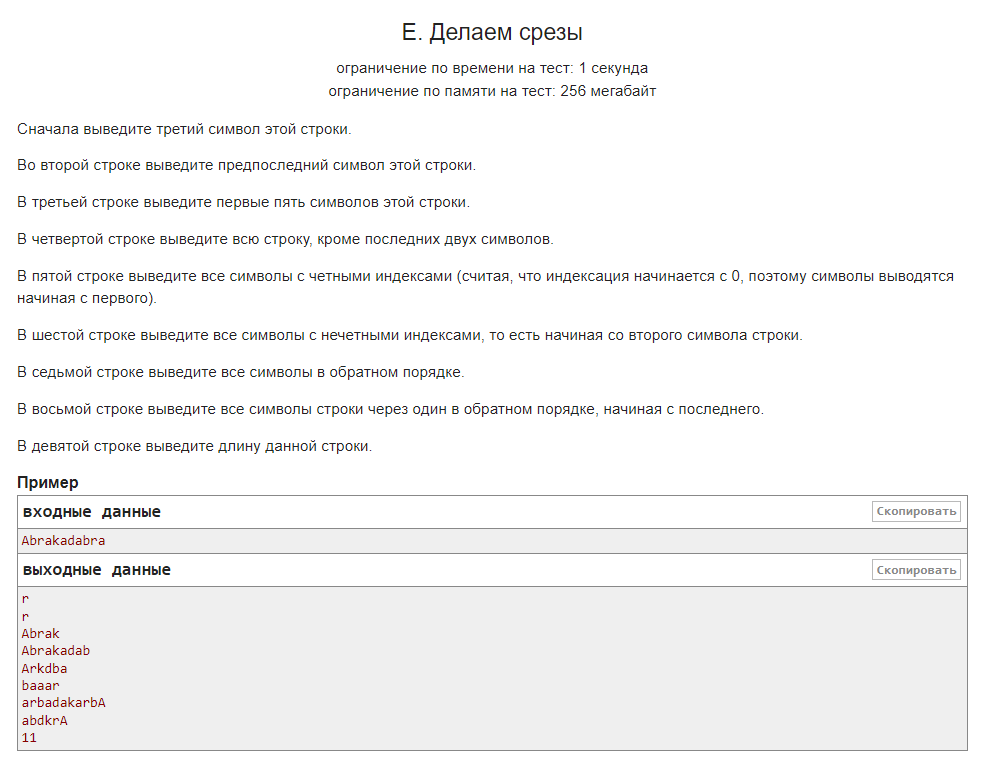 E. Делаем срезы
ограничение по времени на тест: 1 секунда
ограничение по памяти на тест: 256 мегабайт
Сначала выведите третий символ этой строки.
Во второй строке выведите предпоследний символ этой строки.
В третьей строке выведите первые пять символов этой строки.
В четвертой строке выведите всю строку, кроме последних двух символов.
В пятой строке выведите все символы с четными индексами (считая, что индексация начинается с 0, поэтому символы выводятся
начиная с первого).
В шестой строке выведите все символы с нечетными индексами, то есть начиная со второго символа строки.
В седьмой строке выведите все символы в обратном порядке.
В восьмой строке выведите все символы строки через один в обратном порядке, начиная с последнего.
В девятой строке выведите длину данной строки.
Пример
входные данные Скопировать
Abrakadabra
выходные данные Скопировать
r
r
Abrak
Abrakadab
Arkdba
baaar
arbadakarbA
abdkrA
11